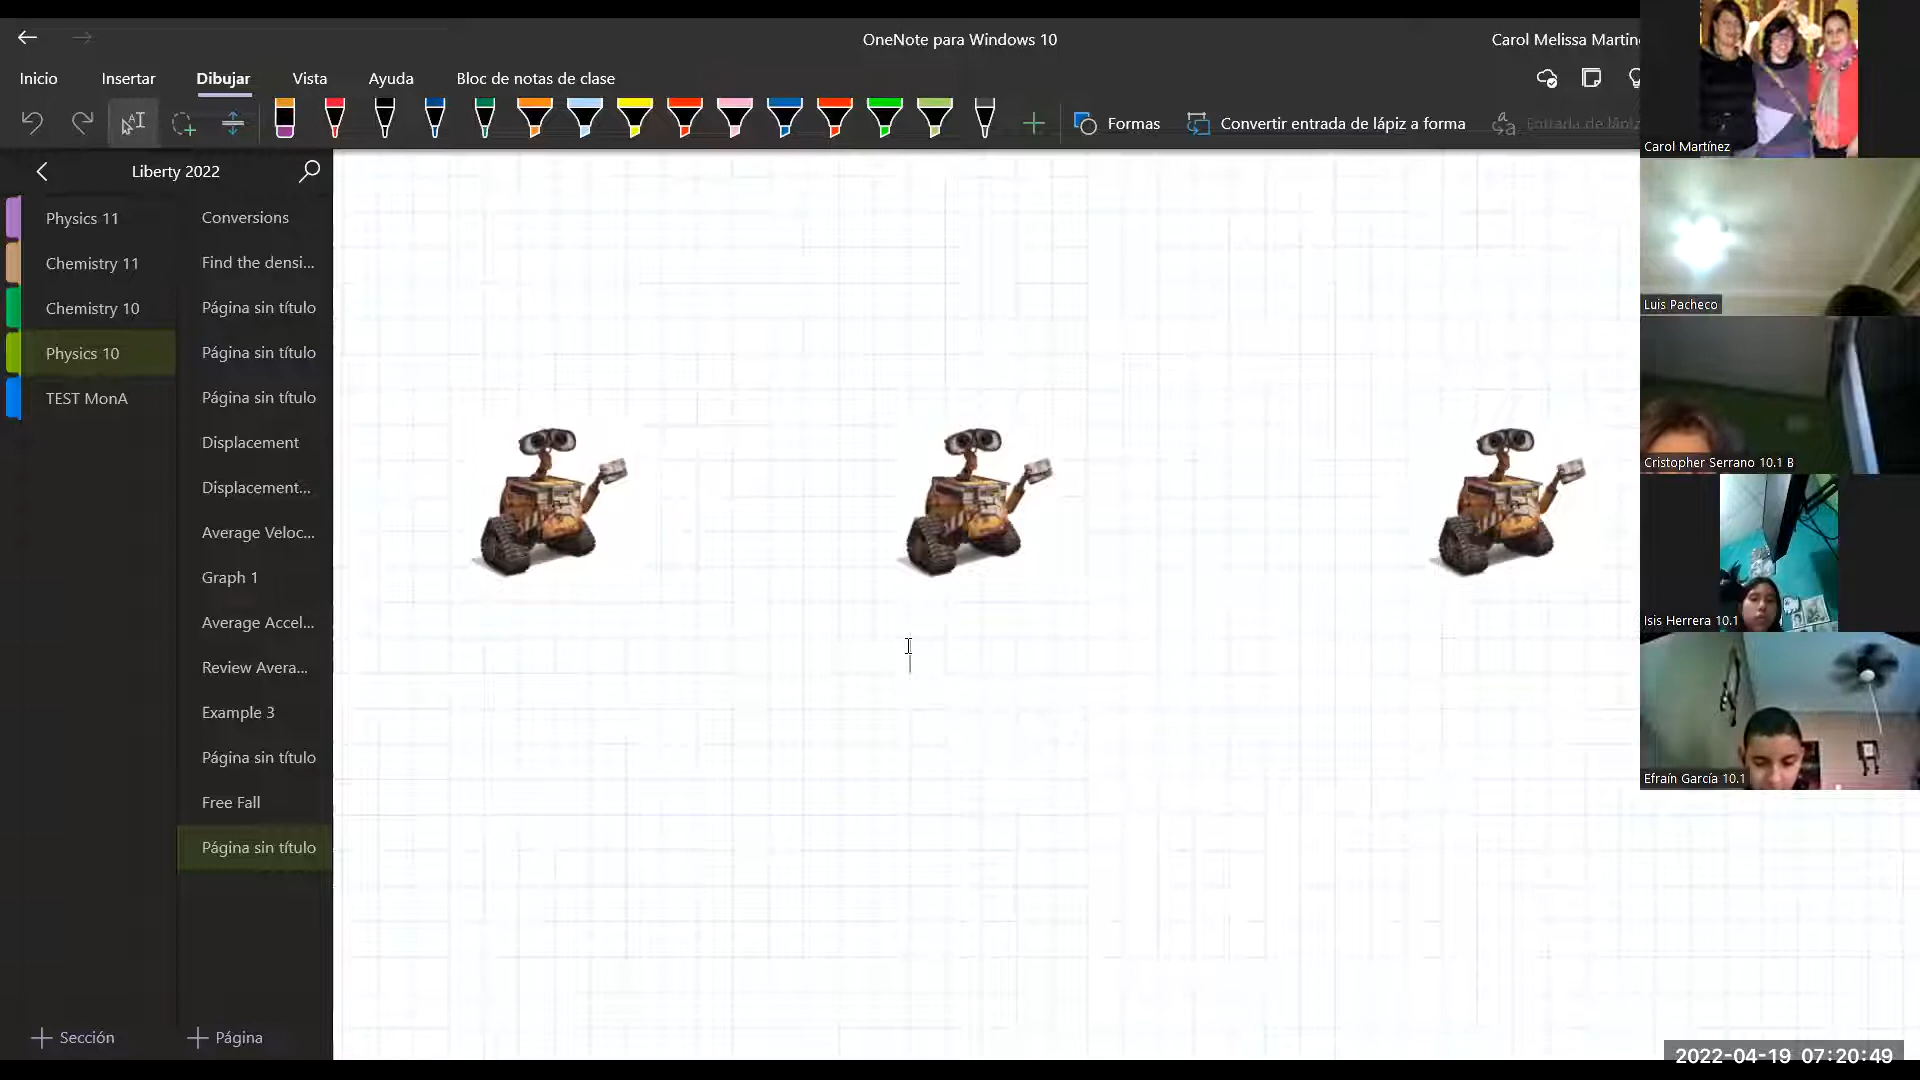 OneNote para Windows 10
Carol Melissa Martine
Inicio
Insertar
Dibujar
Vista
Ayuda
Bloc de notas de clase
Formas
Convertir entrada de lápiz a forma
Entrada de lápiz
Liberty 2022
Physics 11
Chemistry 11
Chemistry 10
Physics 10
TEST MonA
Conversions
Find the densi...
Página sin título
Página sin título
Página sin título
Displacement
Displacement...
Average Veloc...
Graph 1
Average Accel...
Review Avera...
Example 3
Página sin título
Free Fall
Página sin título
Sección
Página
Carol Martínez
Luis Pacheco
Cristopher Serrano 10.1 B
Isis Herrera 10.1
Efraín García 10.1
2022-04-19 07:20:49